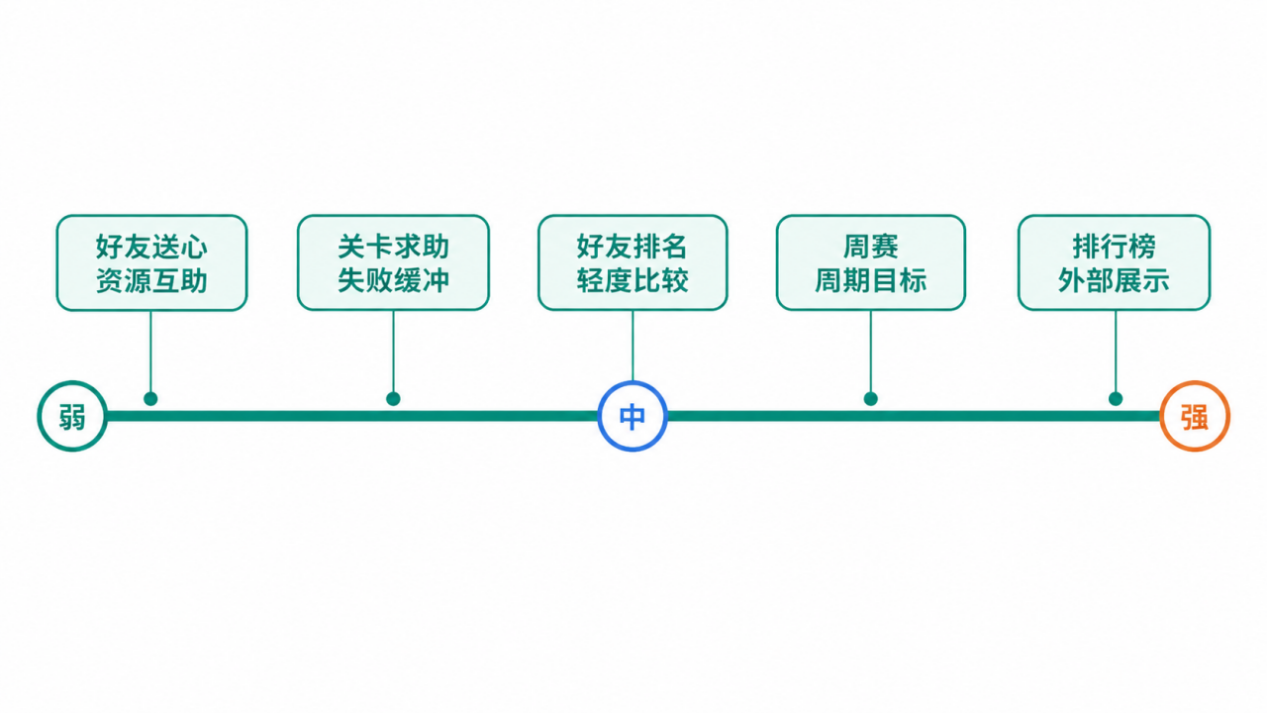 好友送心
资源互助
关卡求助
失败缓冲
好友排名
轻度比较
周赛
周期目标
排行榜
外部展示
弱
中
强